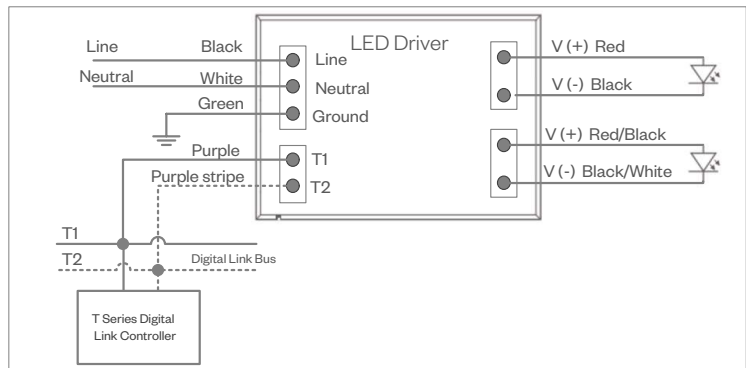 LED Driver
Line Black Line
Neutral White Neutral
Green Ground
Purple T1
Purple stripe T2
V (+) Red
V (-) Black
V (+) Red/Black
V (-) Black/White
T1
T2 Digital Link Bus
T Series Digital
Link Controller